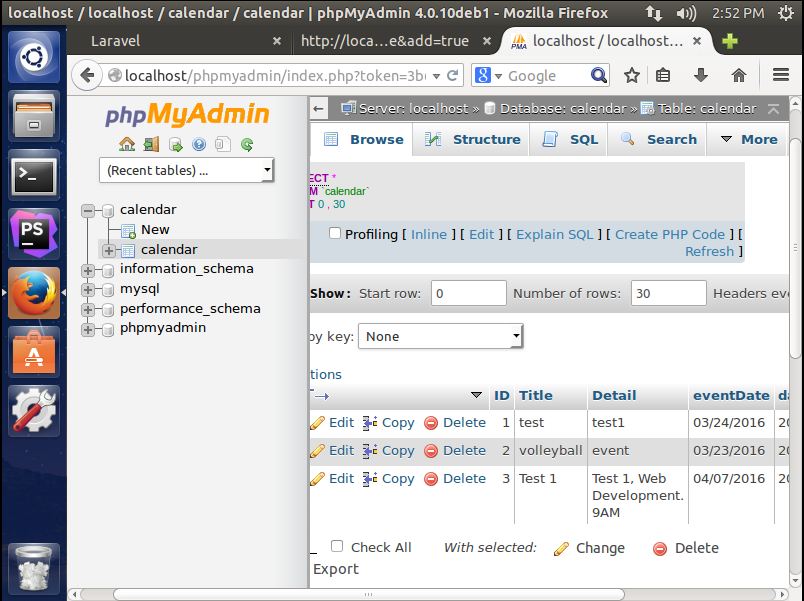 localhost / localhost / calendar / calendar | phpMyAdmin 4.0.10deb1 - Mozilla Firefox 2:52 PM
Laravel × http://loca...e&add=true × PMA localhost / localhost... ×
localhost/phpmyadmin/index.php?token=3b 8 Google
phpMyAdmin
(Recent tables) ...
calendar
New
calendar
information_schema
mysql
performance_schema
phpmyadmin
PS
A
Server: localhost » Database: calendar » Table: calendar
Browse Structure SQL Search More
ECT *
M `calendar`
T 0 , 30
Profiling [ Inline ] [ Edit ] [ Explain SQL ] [ Create PHP Code ] [
Refresh ]
Show: Start row: 0 Number of rows: 30 Headers eve
by key: None
tions
ID Title Detail eventDate da
Edit Copy Delete 1 test test1 03/24/2016 20
Edit Copy Delete 2 volleyball event 03/23/2016 20
Edit Copy Delete 3 Test 1 Test 1, Web 04/07/2016 20
Development.
9AM
Check All With selected: Change Delete
Export